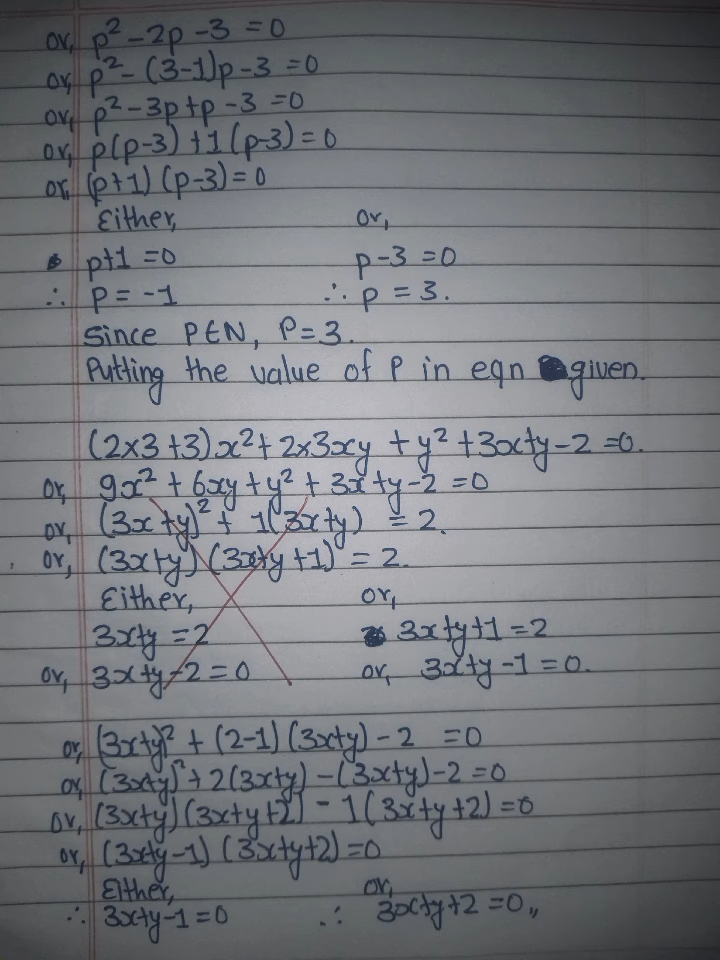 or, p² - 2p - 3 = 0
or, p² - (3-1)p - 3 = 0
or, p² - 3p + p - 3 = 0
or, p(p-3) + 1(p-3) = 0
or, (p+1) (p-3) = 0
Either, or,
p+1 = 0 p-3 = 0
∴ p = -1 ∴ p = 3.
Since P∈N, P=3.
Putting the value of P in eqn given.
(2×3+3)x² + 2×3xy + y² + 3x+y-2 = 0.
or, 9x² + 6xy + y² + 3x + y - 2 = 0
or, (3x+y)² + 1(3x+y) = 2.
or, (3x+y) (3x+y+1) = 2.
Either, or,
3x+y = 2 3x+y+1 = 2
or, 3x+y-2 = 0 or, 3x+y-1 = 0.
or, (3x+y)² + (2-1) (3x+y) - 2 = 0
or, (3x+y)² + 2(3x+y) - (3x+y) - 2 = 0
or, (3x+y) (3x+y+2) - 1(3x+y+2) = 0
or, (3x+y-1) (3x+y+2) = 0
Either, or,
∴ 3x+y-1 = 0 ∴ 3x+y+2 = 0,,